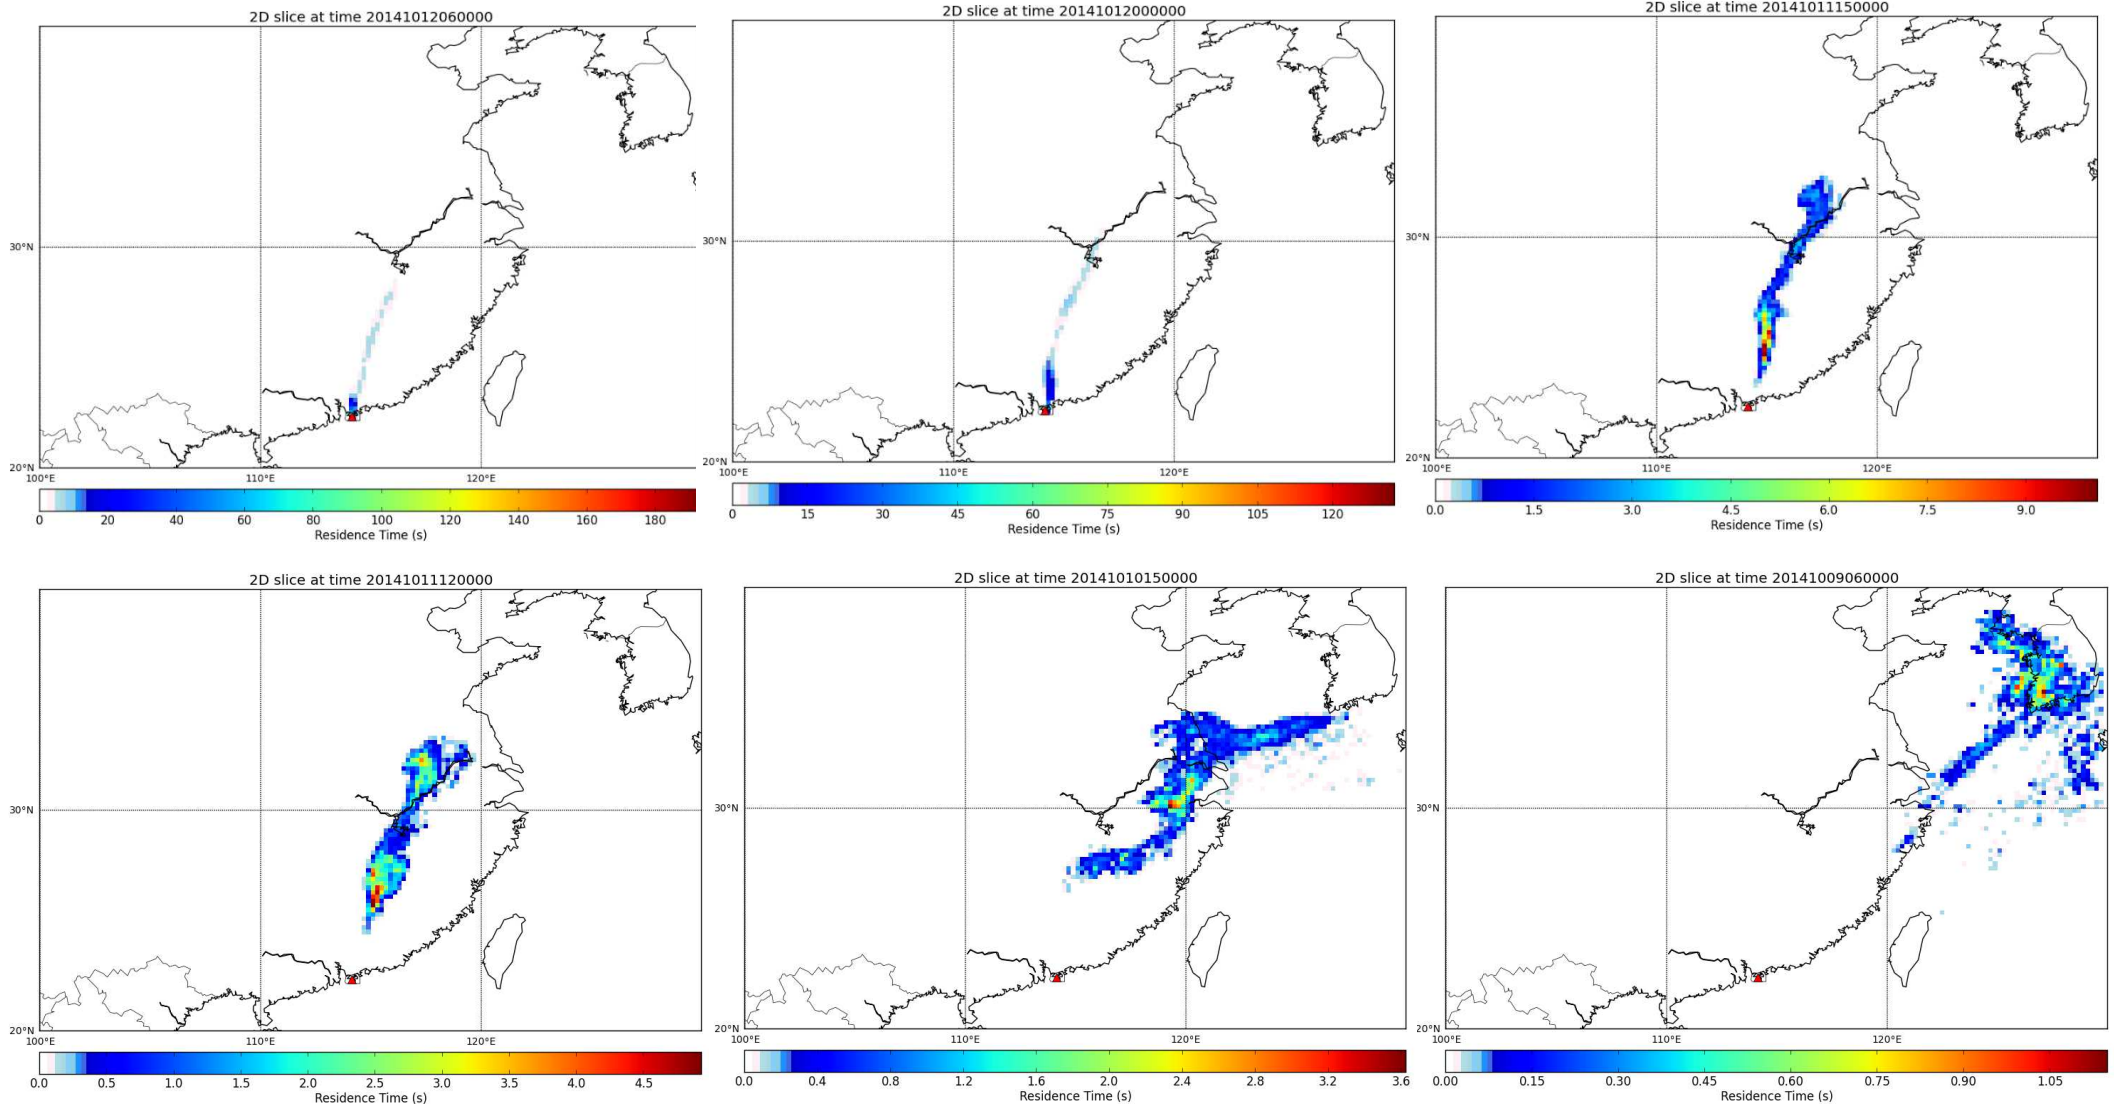 2D slice at time 20141012060000
30°N
20°N
100°E 110°E 120°E
0 20 40 60 80 100 120 140 160 180
Residence Time (s)
2D slice at time 20141012000000
30°N
20°N
100°E 110°E 120°E
0 15 30 45 60 75 90 105 120
Residence Time (s)
2D slice at time 20141011150000
30°N
20°N
100°E 110°E 120°E
0.0 1.5 3.0 4.5 6.0 7.5 9.0
Residence Time (s)
2D slice at time 20141011120000
30°N
20°N
100°E 110°E 120°E
0.0 0.5 1.0 1.5 2.0 2.5 3.0 3.5 4.0 4.5
Residence Time (s)
2D slice at time 20141010150000
30°N
20°N
100°E 110°E 120°E
0.0 0.4 0.8 1.2 1.6 2.0 2.4 2.8 3.2 3.6
Residence Time (s)
2D slice at time 20141009060000
30°N
20°N
100°E 110°E 120°E
0.00 0.15 0.30 0.45 0.60 0.75 0.90 1.05
Residence Time (s)